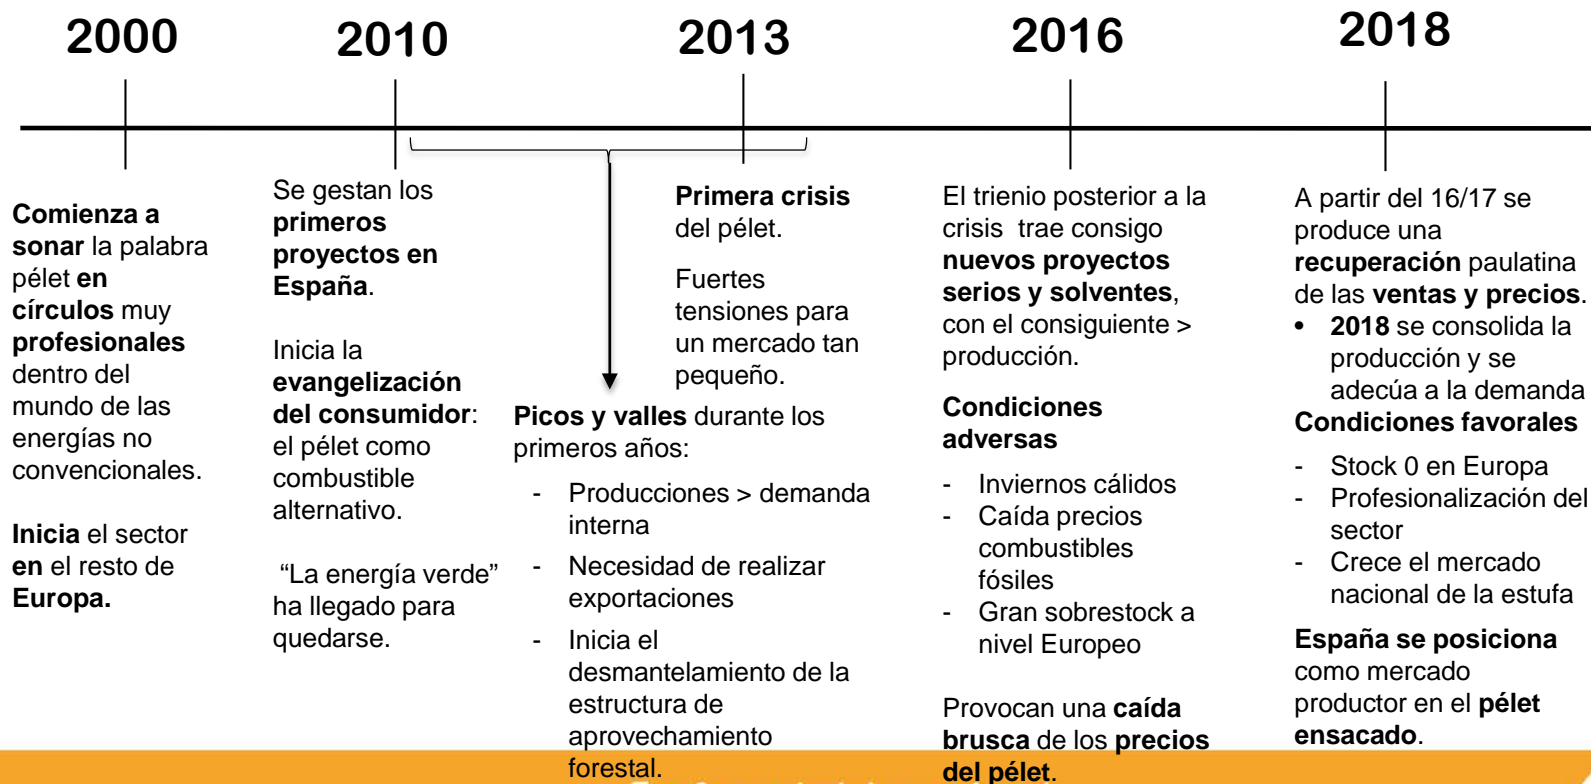 2000
2010
2013
2016
2018
Comienza a
sonar la palabra
pélet en
círculos muy
profesionales
dentro del
mundo de las
energías no
convencionales.
Inicia el sector
en el resto de
Europa.
Se gestan los
primeros
proyectos en
España.
Inicia la
evangelización
del consumidor:
el pélet como
combustible
alternativo.
“La energía verde”
ha llegado para
quedarse.
Primera crisis
del pélet.
Fuertes
tensiones para
un mercado tan
pequeño.
Picos y valles durante los
primeros años:
- Producciones > demanda
interna
- Necesidad de realizar
exportaciones
- Inicia el
desmantelamiento de la
estructura de
aprovechamiento
forestal.
El trienio posterior a la
crisis trae consigo
nuevos proyectos
serios y solventes,
con el consiguiente >
producción.
Condiciones
adversas
- Inviernos cálidos
- Caída precios
combustibles
fósiles
- Gran sobrestock a
nivel Europeo
Provocan una caída
brusca de los precios
del pélet.
A partir del 16/17 se
produce una
recuperación paulatina
de las ventas y precios.
• 2018 se consolida la
producción y se
adecúa a la demanda
Condiciones favorales
- Stock 0 en Europa
- Profesionalización del
sector
- Crece el mercado
nacional de la estufa
España se posiciona
como mercado
productor en el pélet
ensacado.